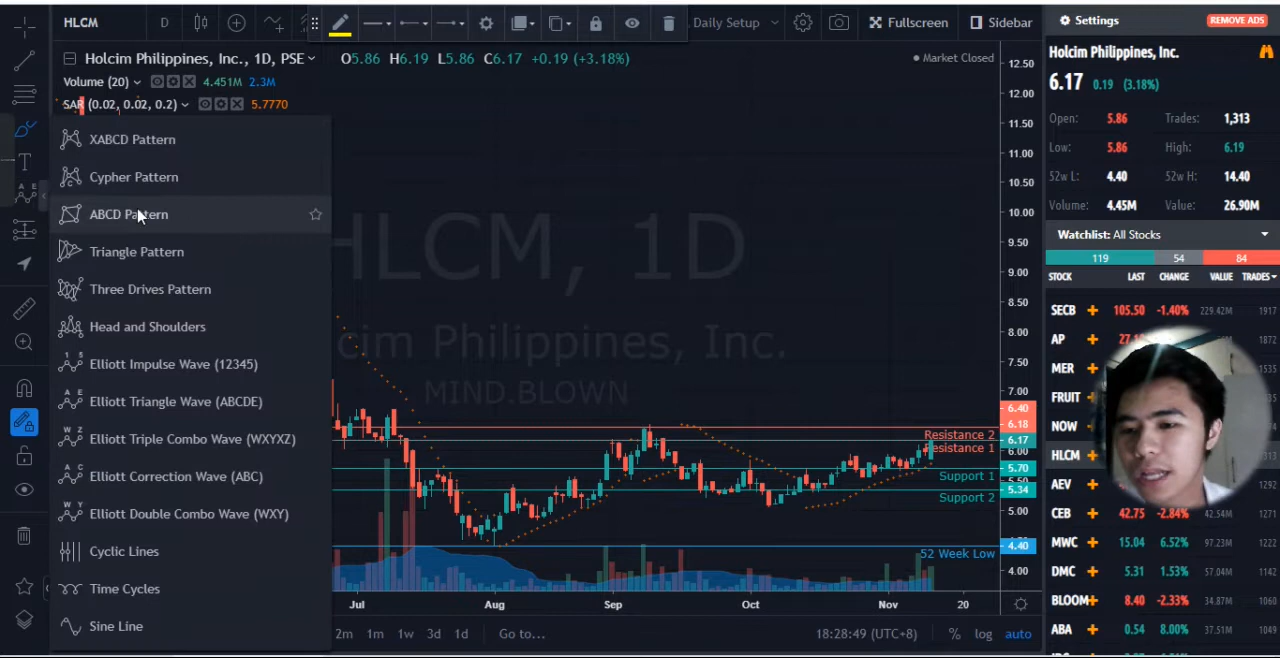 HLCM D Daily Setup Fullscreen Sidebar
Holcim Philippines, Inc., 1D, PSE O5.86 H6.19 L5.86 C6.17 +0.19 (+3.18%) Market Closed
Volume (20) 4.451M 2.3M
SAR (0.02, 0.02, 0.2) 5.7770
XABCD Pattern
Cypher Pattern
ABCD Pattern
Triangle Pattern
Three Drives Pattern
Head and Shoulders
Elliott Impulse Wave (12345)
Elliott Triangle Wave (ABCDE)
Elliott Triple Combo Wave (WXYXZ)
Elliott Correction Wave (ABC)
Elliott Double Combo Wave (WXY)
Cyclic Lines
Time Cycles
Sine Line
HLCM, 1D
cim Philippines, Inc.
MIND.BLOWN
12.50
12.00
11.50
11.00
10.50
10.00
9.50
9.00
8.50
8.00
7.50
7.00
6.40
6.18
6.17
6.00
5.70
5.34
5.00
4.40
4.00
Resistance 2
Resistance 1
Support 1
Support 2
52 Week Low
Jul Aug Sep Oct Nov 20
2m 1m 1w 3d 1d Go to... 18:28:49 (UTC+8) % log auto
Settings REMOVE ADS
Holcim Philippines, Inc.
6.17 0.19 (3.18%)
Open: 5.86 Trades: 1,313
Low: 5.86 High: 6.19
52w L: 4.40 52w H: 14.40
Volume: 4.45M Value: 26.90M
Watchlist: All Stocks
119 54 84
STOCK LAST CHANGE VALUE TRADES
SECB 105.50 -1.40% 229.42M 1917
AP 1872
MER 1535
FRUIT
NOW
HLCM
AEV 1292
CEB 42.75 -2.84% 42.54M 1276
MWC 15.04 6.52% 97.23M 1222
DMC 5.31 1.53% 57.04M 1142
BLOOM 8.40 -2.33% 34.87M 1060
ABA 0.54 8.00% 37.51M 1049